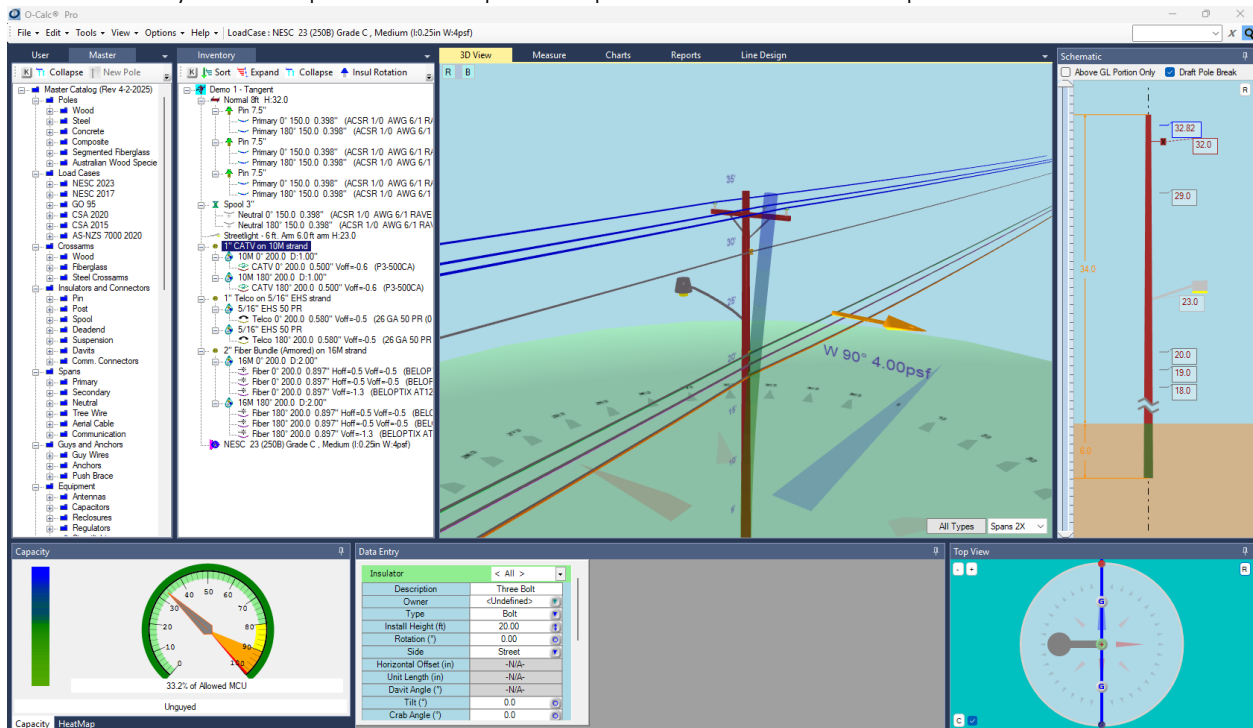 O-Calc® Pro
File Edit Tools View Options Help LoadCase : NESC 23 (250B) Grade C , Medium (I:0.25in W:4psf)
X
User Master
K Collapse New Pole
Master Catalog (Rev 4-2-2025)
Poles
Wood
Steel
Concrete
Composite
Segmented Fiberglass
Australian Wood Specie
Load Cases
NESC 2023
NESC 2017
GO 95
CSA 2020
CSA 2015
AS-NZS 7000 2020
Crossams
Wood
Fiberglass
Steel Crossams
Insulators and Connectors
Pin
Post
Spool
Deadend
Suspension
Davits
Comm. Connectors
Spans
Primary
Secondary
Neutral
Tree Wire
Aerial Cable
Communication
Guys and Anchors
Guy Wires
Anchors
Push Brace
Equipment
Antennas
Capacitors
Reclosures
Regulators
Inventory
K Sort Expand Collapse Insul Rotation
Demo 1 - Tangent
Normal 8ft H:32.0
Pin 7.5"
Primary 0° 150.0 0.398" (ACSR 1/0 AWG 6/1 R/
Primary 180° 150.0 0.398" (ACSR 1/0 AWG 6/1
Pin 7.5"
Primary 0° 150.0 0.398" (ACSR 1/0 AWG 6/1 R/
Primary 180° 150.0 0.398" (ACSR 1/0 AWG 6/1
Pin 7.5"
Primary 0° 150.0 0.398" (ACSR 1/0 AWG 6/1 R/
Primary 180° 150.0 0.398" (ACSR 1/0 AWG 6/1
Spool 3"
Neutral 0° 150.0 0.398" (ACSR 1/0 AWG 6/1 RAVE
Neutral 180° 150.0 0.398" (ACSR 1/0 AWG 6/1 RAV
Streetlight - 6 ft. Arm 6.0 ft am H:23.0
1" CATV on 10M strand
10M 0° 200.0 D:1.00"
CATV 0° 200.0 0.500" Voff=-0.6 (P3-500CA)
10M 180° 200.0 D:1.00"
CATV 180° 200.0 0.500" Voff=-0.6 (P3-500CA)
1" Telco on 5/16" EHS strand
5/16" EHS 50 PR
Telco 0° 200.0 0.580" Voff=-0.5 (26 GA 50 PR (0
5/16" EHS 50 PR
Telco 180° 200.0 0.580" Voff=-0.5 (26 GA 50 PR
2" Fiber Bundle (Armored) on 16M strand
16M 0° 200.0 D:2.00"
Fiber 0° 200.0 0.897" Hoff=0.5 Voff=-0.5 (BELOP
Fiber 0° 200.0 0.897" Hoff=-0.5 Voff=-0.5 (BELOF
Fiber 0° 200.0 0.897" Voff=-1.3 (BELOPTIX AT12
16M 180° 200.0 D:2.00"
Fiber 180° 200.0 0.897" Hoff=0.5 Voff=-0.5 (BELC
Fiber 180° 200.0 0.897" Hoff=-0.5 Voff=-0.5 (BEL(
Fiber 180° 200.0 0.897" Voff=-1.3 (BELOPTIX AT
NESC 23 (250B) Grade C , Medium (I:0.25in W:4psf)
3D View Measure Charts Reports Line Design
R B
35'
30'
25'
20'
W 90° 4.00psf
All Types Spans 2X
Schematic
Above GL Portion Only Draft Pole Break
R
32.82
32.0
29.0
34.0
23.0
20.0
19.0
18.0
6.0
Capacity
0 10 20 30 40 50 60 70 80 90 100
33.2% of Allowed MCU
Unguyed
Capacity HeatMap
Data Entry
Insulator < All >
Description Three Bolt
Owner <Undefined>
Type Bolt
Install Height (ft) 20.00
Rotation (°) 0.00
Side Street
Horizontal Offset (in) -N/A-
Unit Length (in) -N/A-
Davit Angle (°) -N/A-
Tilt (°) 0.0
Crab Angle (°) 0.0
Top View
- + R
G
G
C